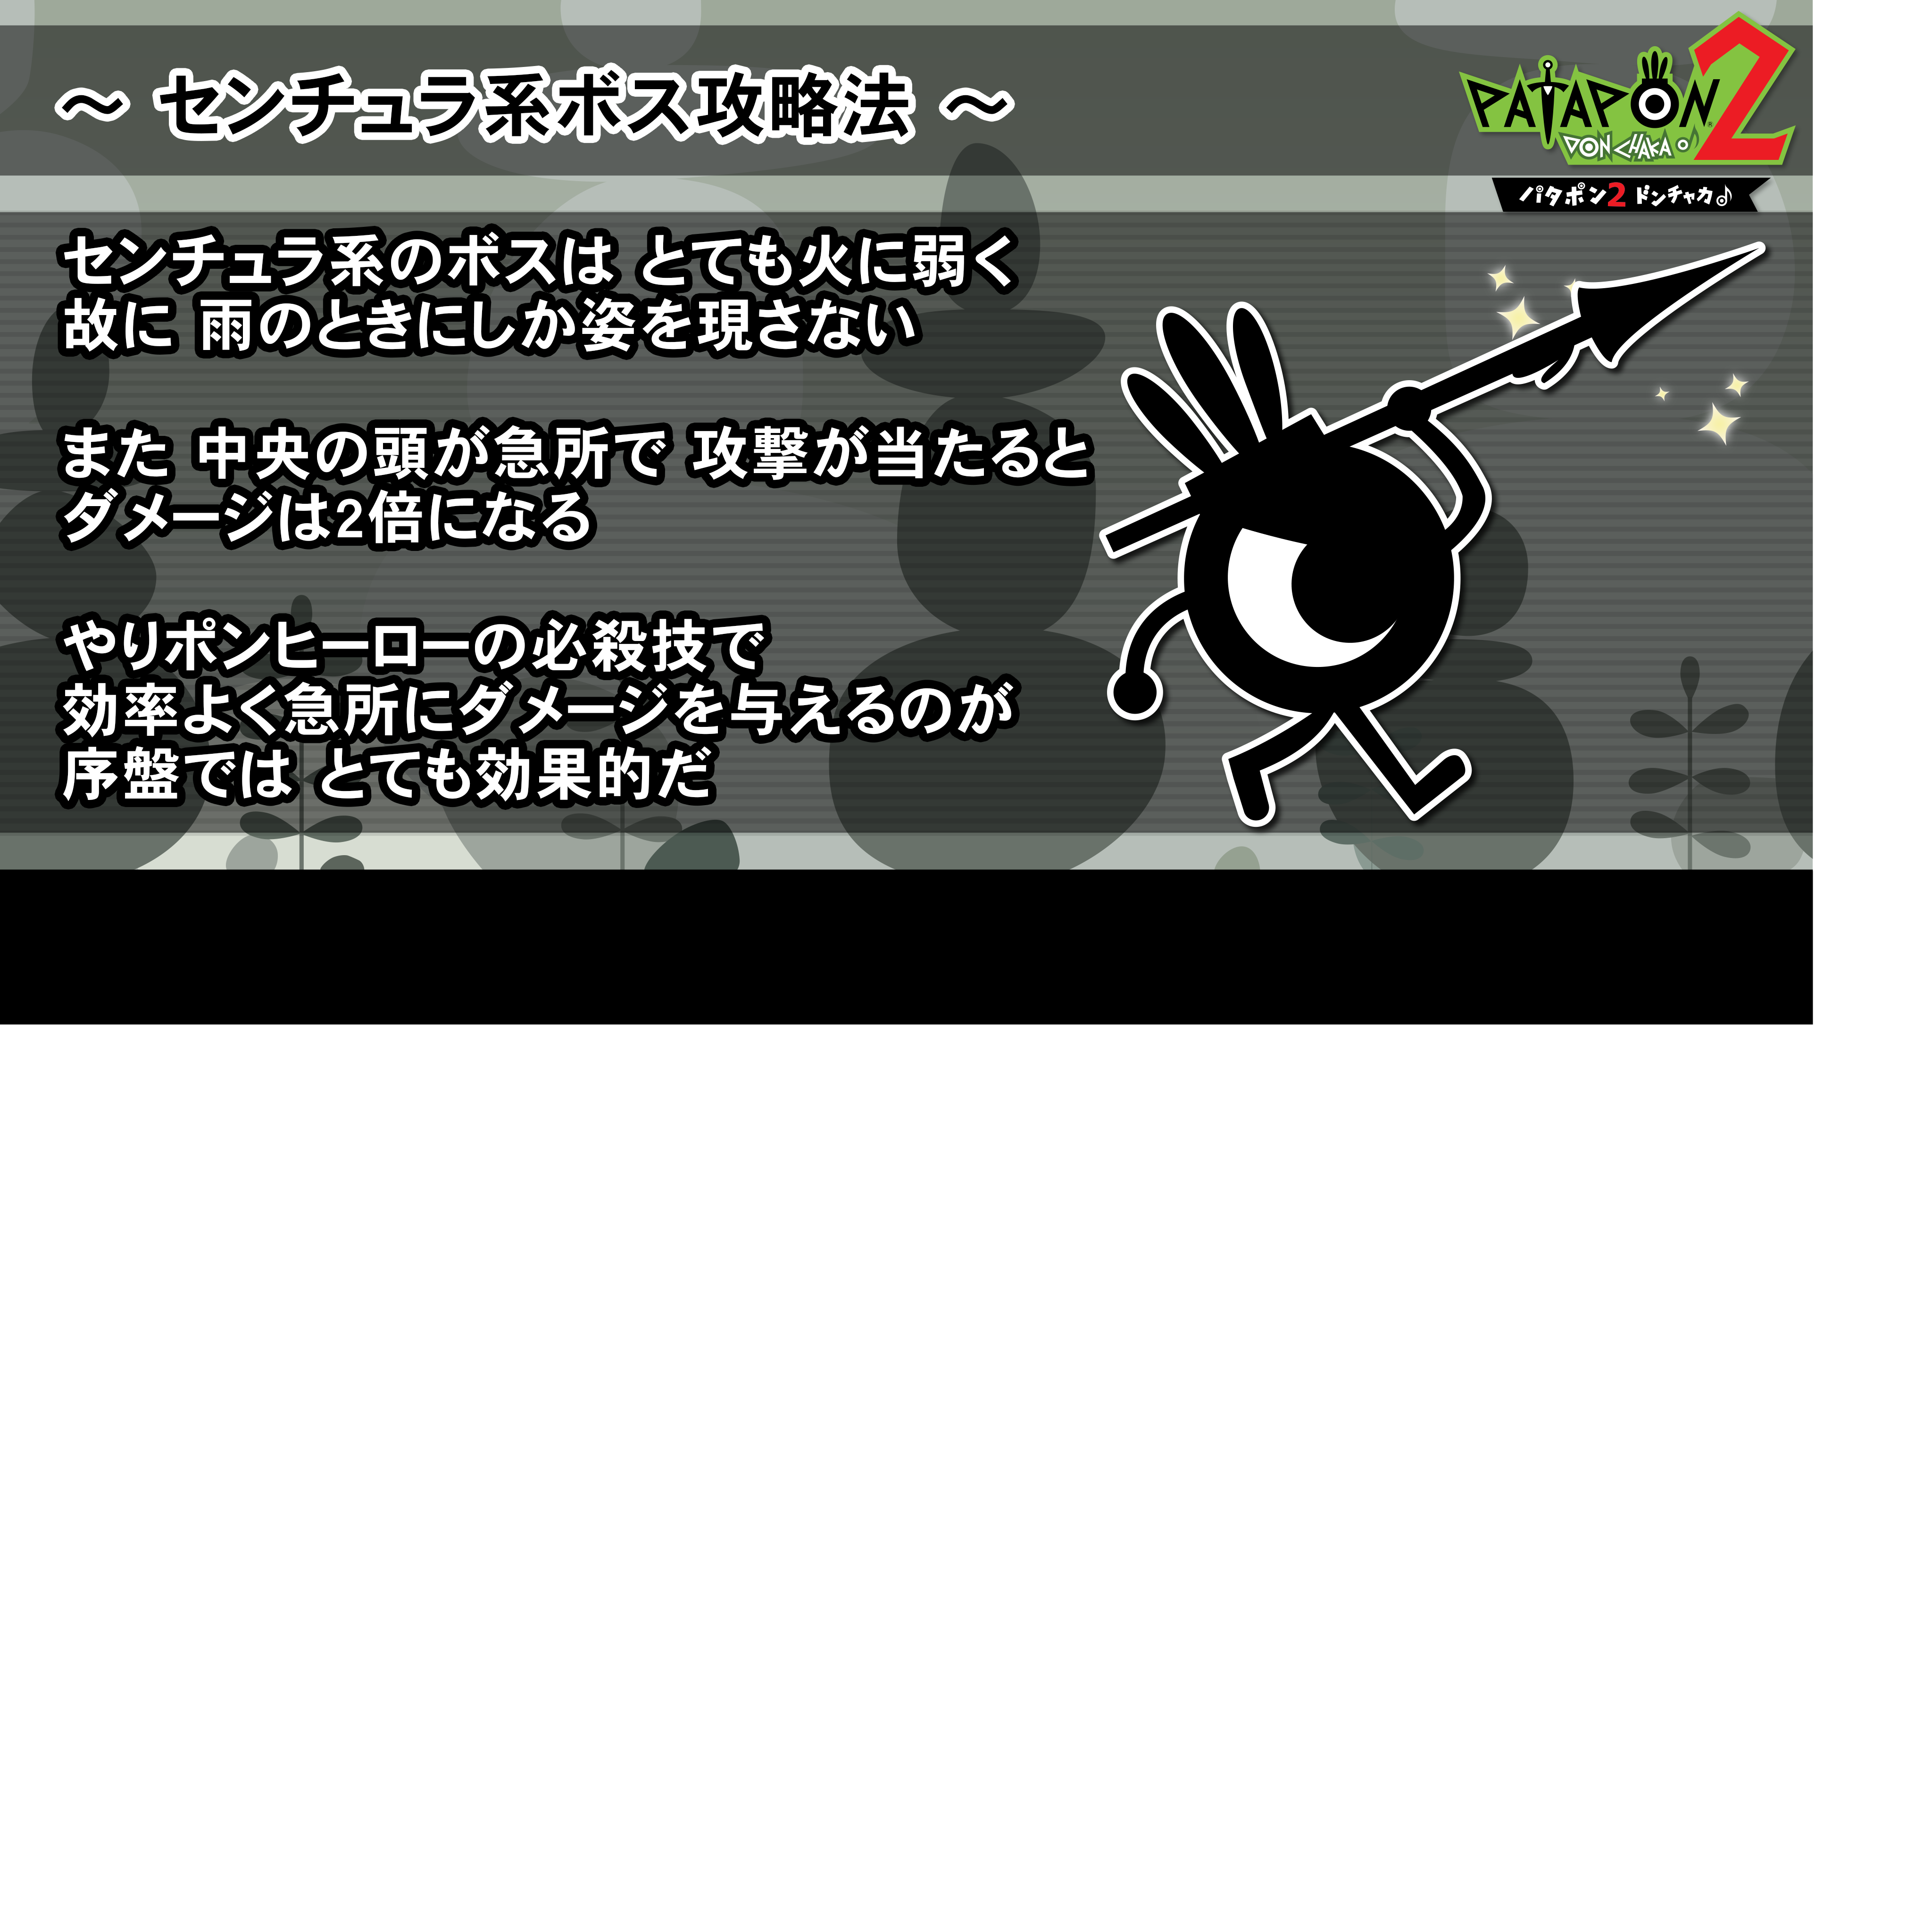 ～ センチュラ系ボス攻略法 ～
PATAPON 2
DON CHAKA♪
パタポン2 ドンチャカ♪
センチュラ系のボスは とても火に弱く
故に 雨のときにしか姿を現さない
また 中央の頭が急所で 攻撃が当たると
ダメージは2倍になる
やりポンヒーローの必殺技で
効率よく急所にダメージを与えるのが
序盤では とても効果的だ